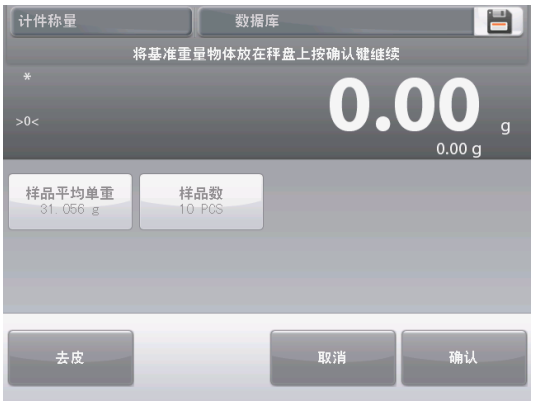 计件称量 数据库
将基准重量物体放在秤盘上按确认键继续
*
0.00 g
>0<
0.00 g
样品平均单重 样品数
31.056 g 10 PCS
去皮 取消 确认